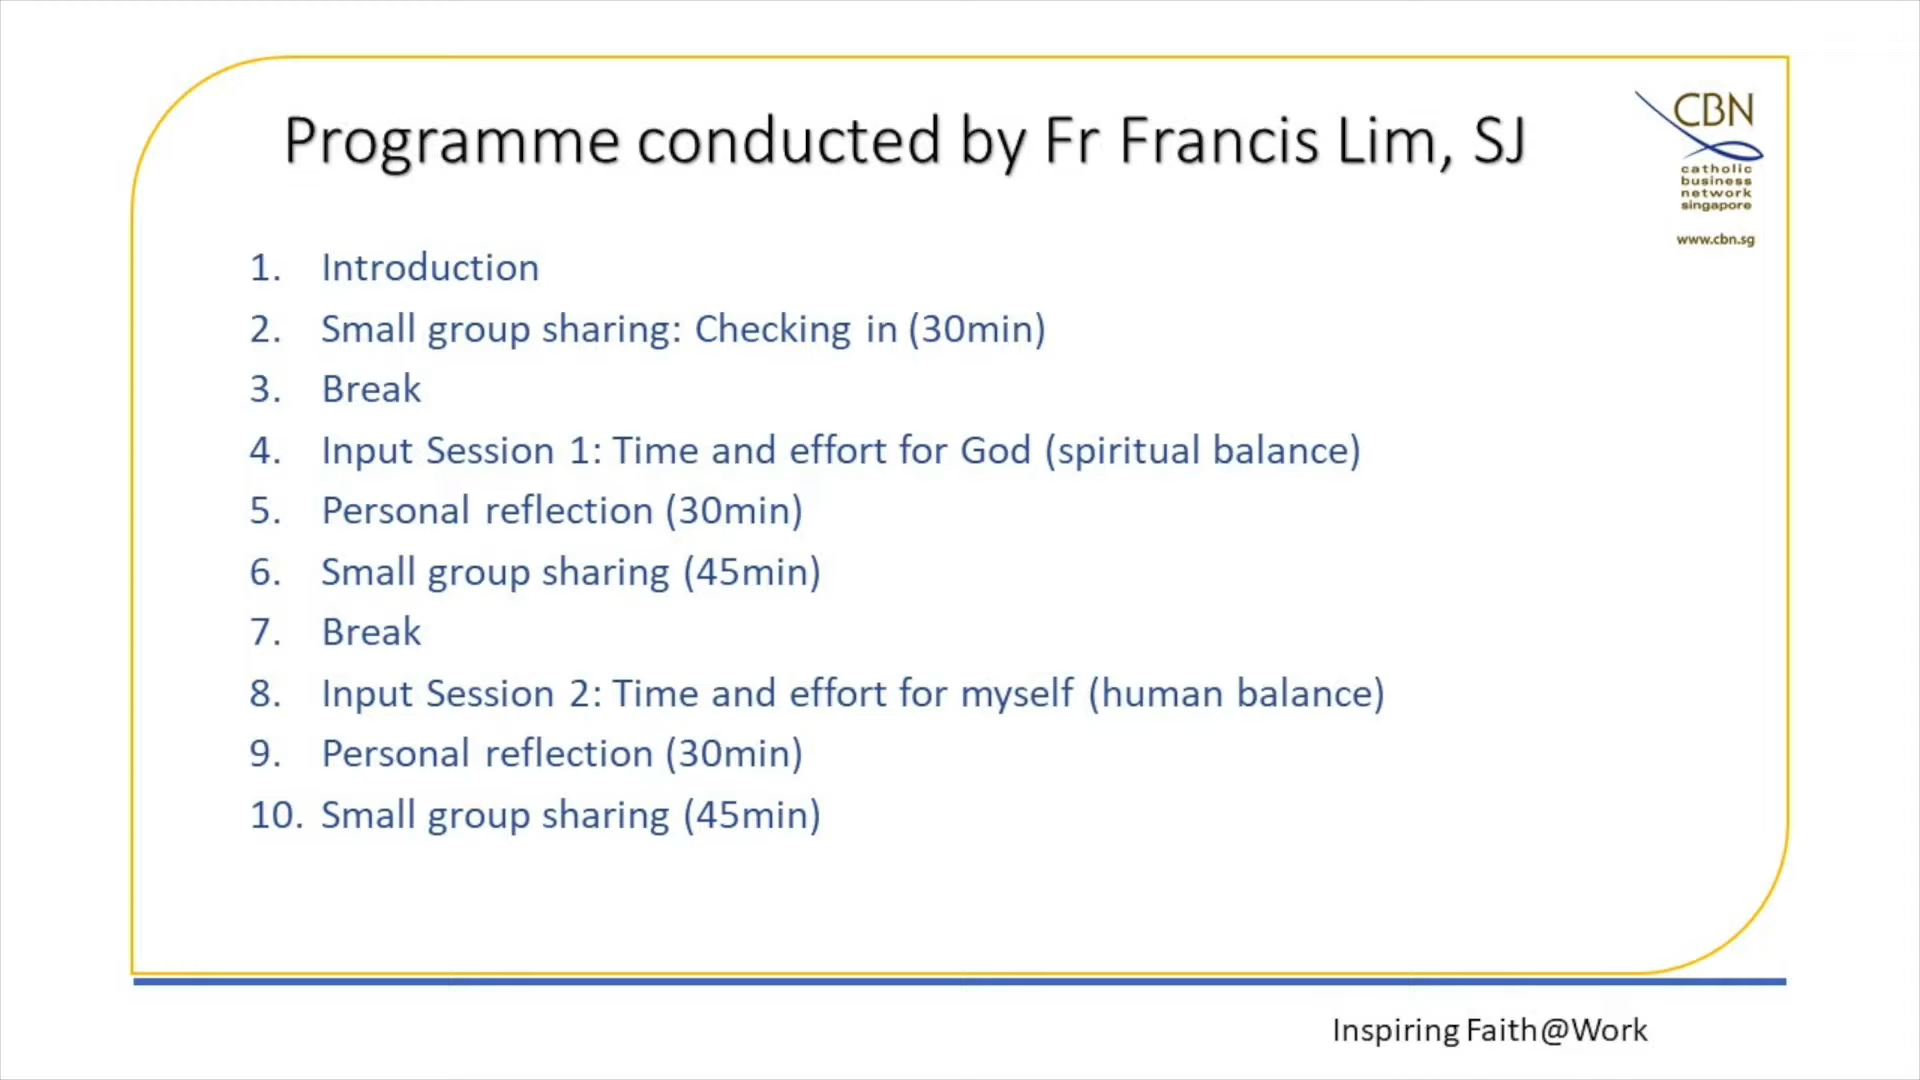 Programme conducted by Fr Francis Lim, SJ
CBN
catholic
business
network
singapore
www.cbn.sg
1. Introduction
2. Small group sharing: Checking in (30min)
3. Break
4. Input Session 1: Time and effort for God (spiritual balance)
5. Personal reflection (30min)
6. Small group sharing (45min)
7. Break
8. Input Session 2: Time and effort for myself (human balance)
9. Personal reflection (30min)
10. Small group sharing (45min)
Inspiring Faith@Work